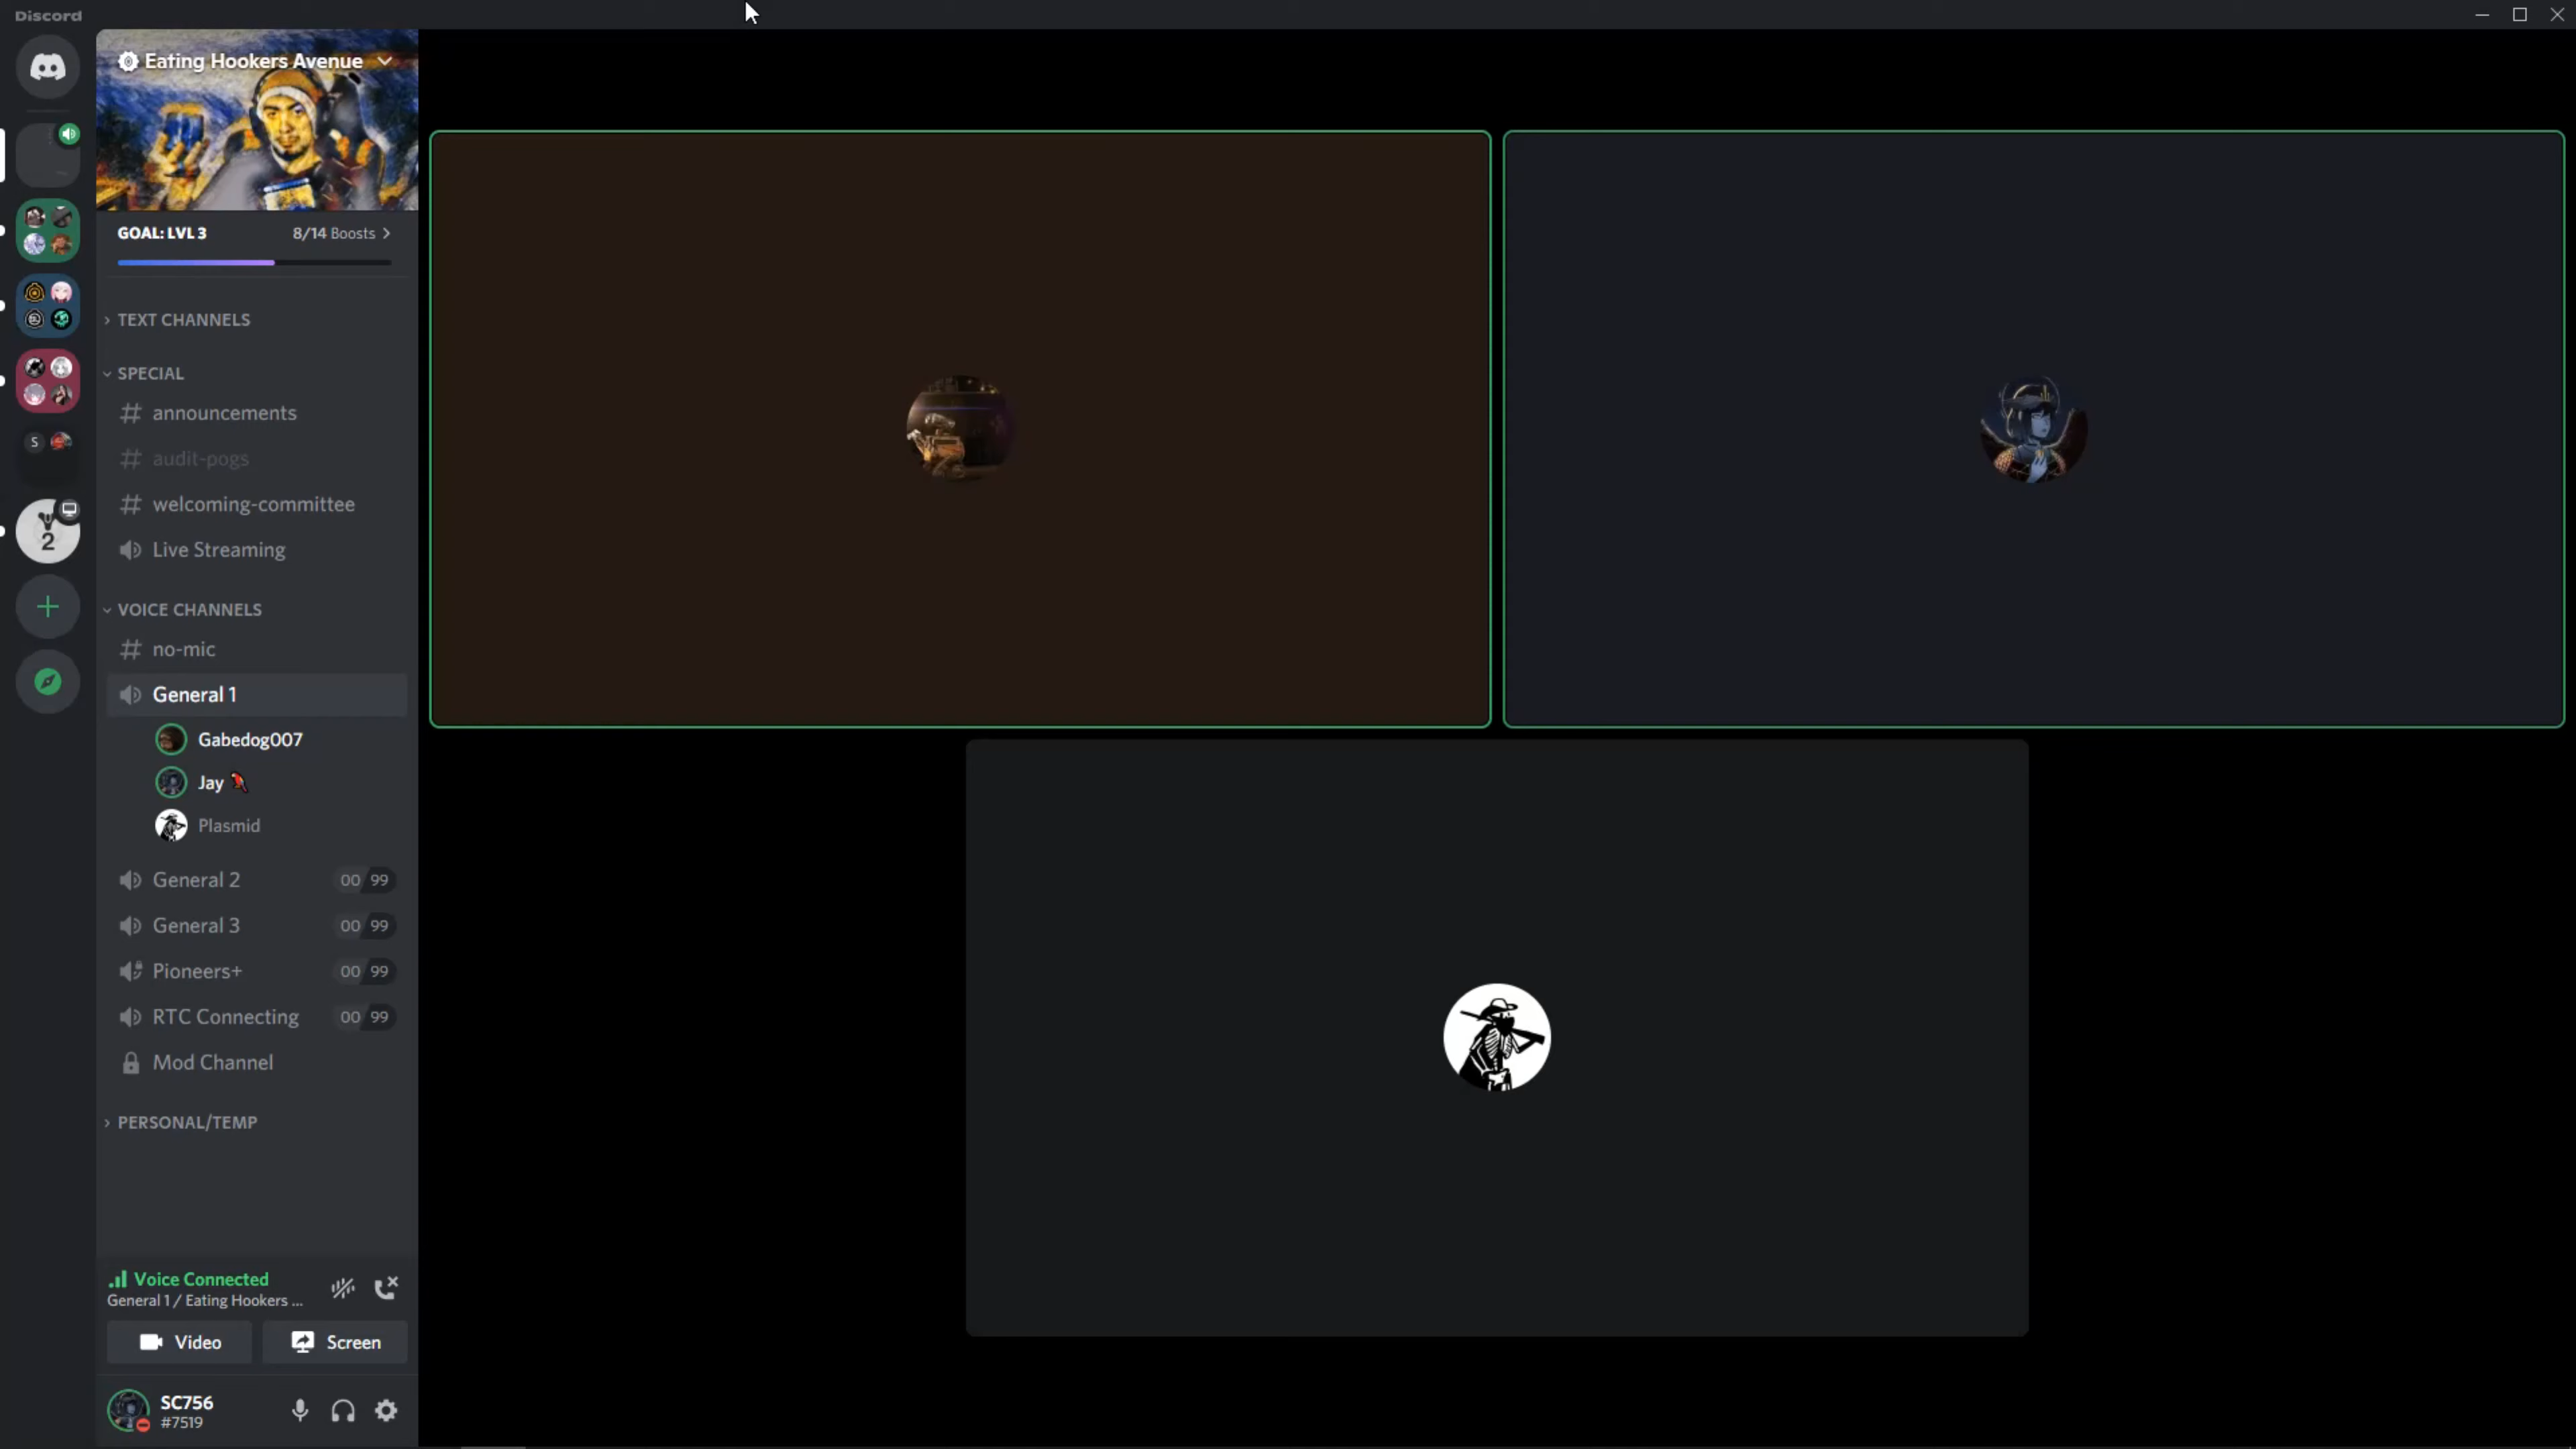 Discord
Eating Hookers Avenue
GOAL: LVL 3
8/14 Boosts
TEXT CHANNELS
SPECIAL
announcements
audit-pogs
welcoming-committee
Live Streaming
S
2
VOICE CHANNELS
no-mic
General 1
Gabedog007
Jay
Plasmid
General 2 00 99
General 3 00 99
Pioneers+ 00 99
RTC Connecting 00 99
Mod Channel
PERSONAL/TEMP
Voice Connected
General 1 / Eating Hookers ...
Video
Screen
SC756
#7519